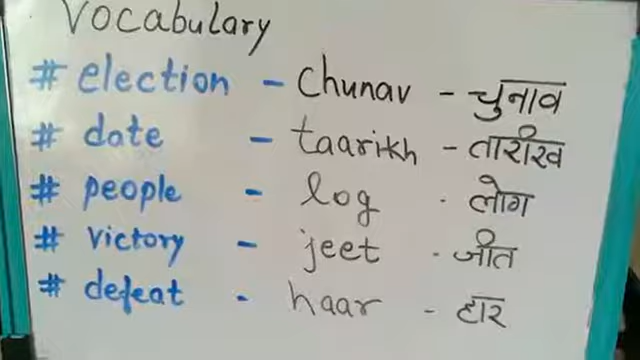 Vocabulary
# election - Chunav - चुनाव
# date - taarikh - तारीख
# people - log - लोग
# victory - jeet - जीत
# defeat - haar - हार